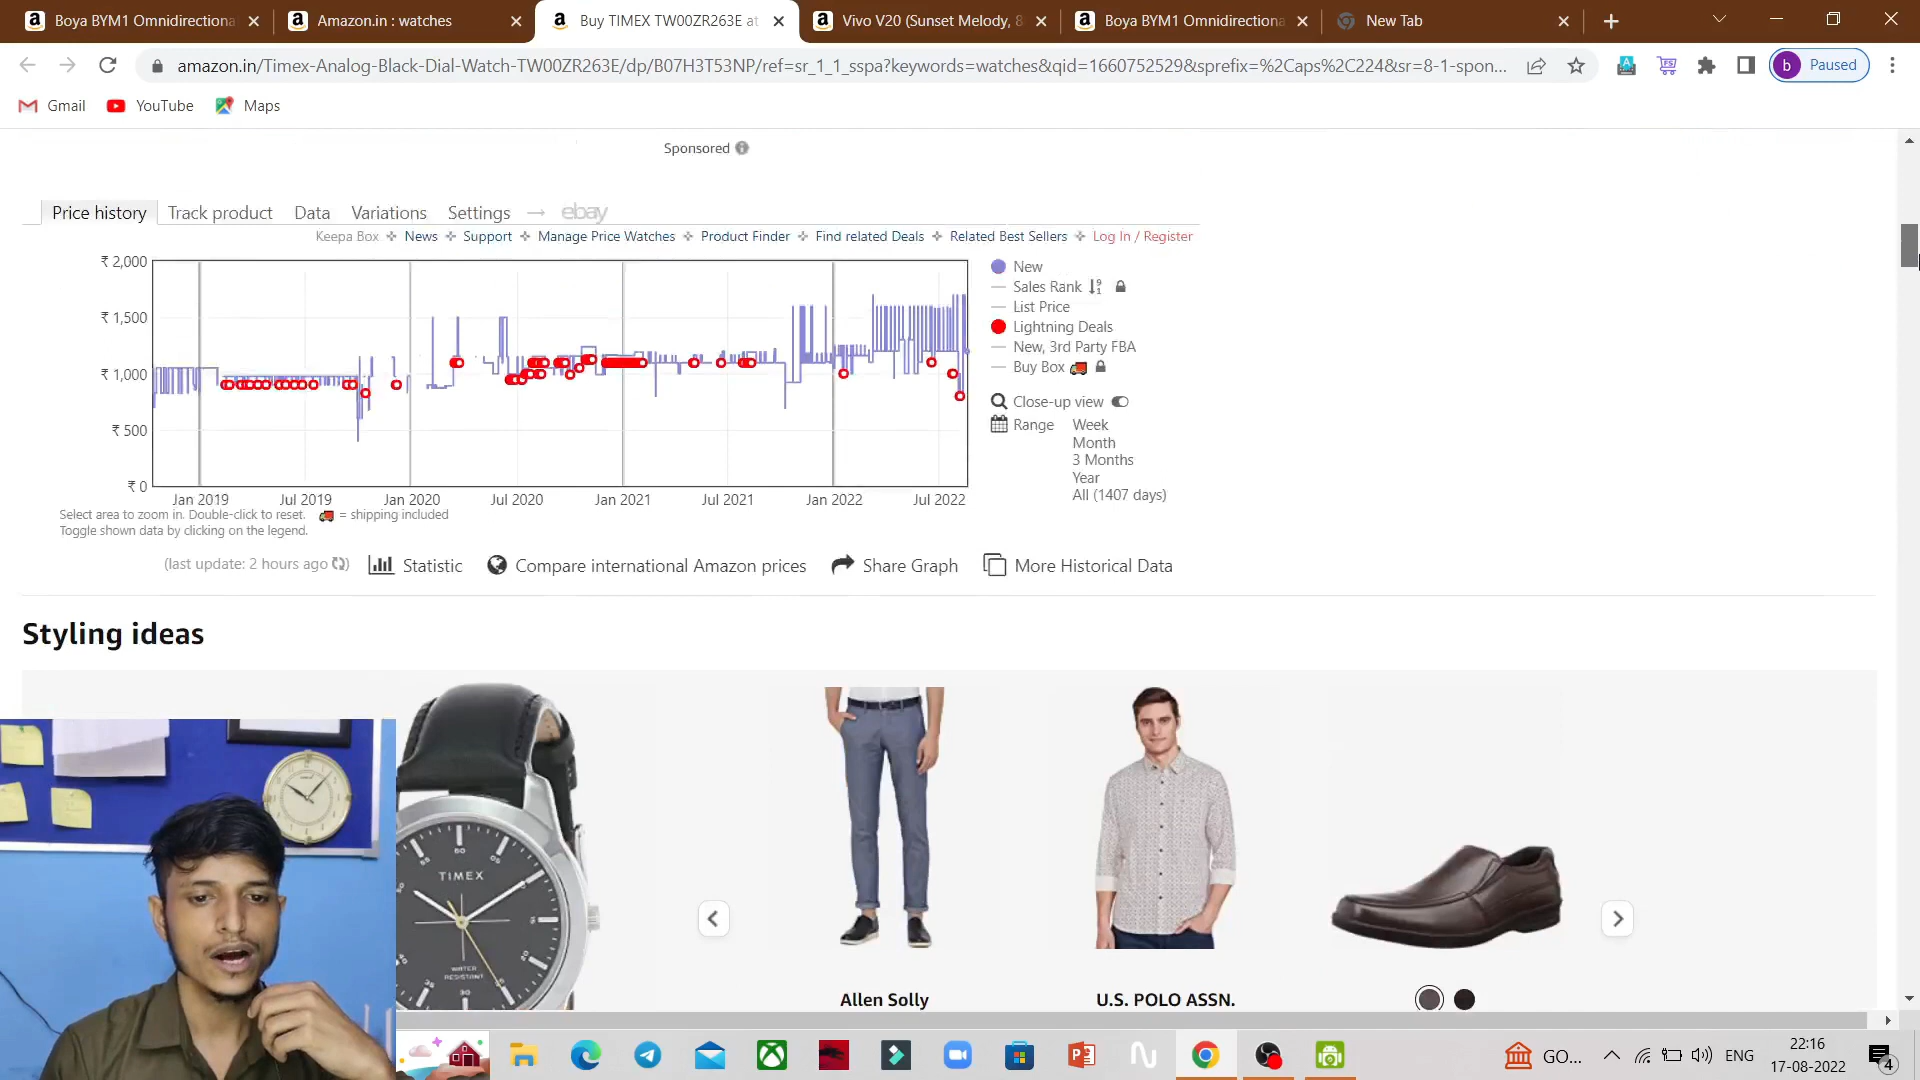 Boya BYM1 Omnidirectiona
Amazon.in : watches
Buy TIMEX TW00ZR263E at
Vivo V20 (Sunset Melody, 8
Boya BYM1 Omnidirectiona
New Tab
amazon.in/Timex-Analog-Black-Dial-Watch-TW00ZR263E/dp/B07H3T53NP/ref=sr_1_1_sspa?keywords=watches&qid=1660752529&sprefix=%2Caps%2C224&sr=8-1-spon...
b Paused
Gmail YouTube Maps
Sponsored
Price history Track product Data Variations Settings → ebay
Keepa Box News Support Manage Price Watches Product Finder Find related Deals Related Best Sellers Log In / Register
₹ 2,000
₹ 1,500
₹ 1,000
₹ 500
₹ 0
Jan 2019 Jul 2019 Jan 2020 Jul 2020 Jan 2021 Jul 2021 Jan 2022 Jul 2022
New
Sales Rank
List Price
Lightning Deals
New, 3rd Party FBA
Buy Box
Close-up view
Range
Week
Month
3 Months
Year
All (1407 days)
Select area to zoom in. Double-click to reset. = shipping included
Toggle shown data by clicking on the legend.
(last update: 2 hours ago)
Statistic Compare international Amazon prices Share Graph More Historical Data
Styling ideas
TIMEX
WATER
RESISTANT
Allen Solly
U.S. POLO ASSN.
GO...
ENG
22:16
17-08-2022
4